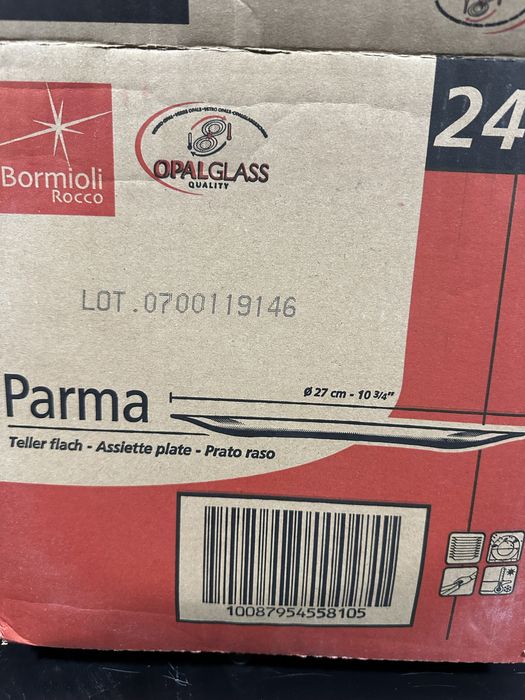 24
Bormioli
Rocco
OPALGLASS
QUALITY
LOT.0700119146
Parma
Ø 27 cm - 10 3/4"
Teller flach - Assiette plate - Prato raso
10087954558105